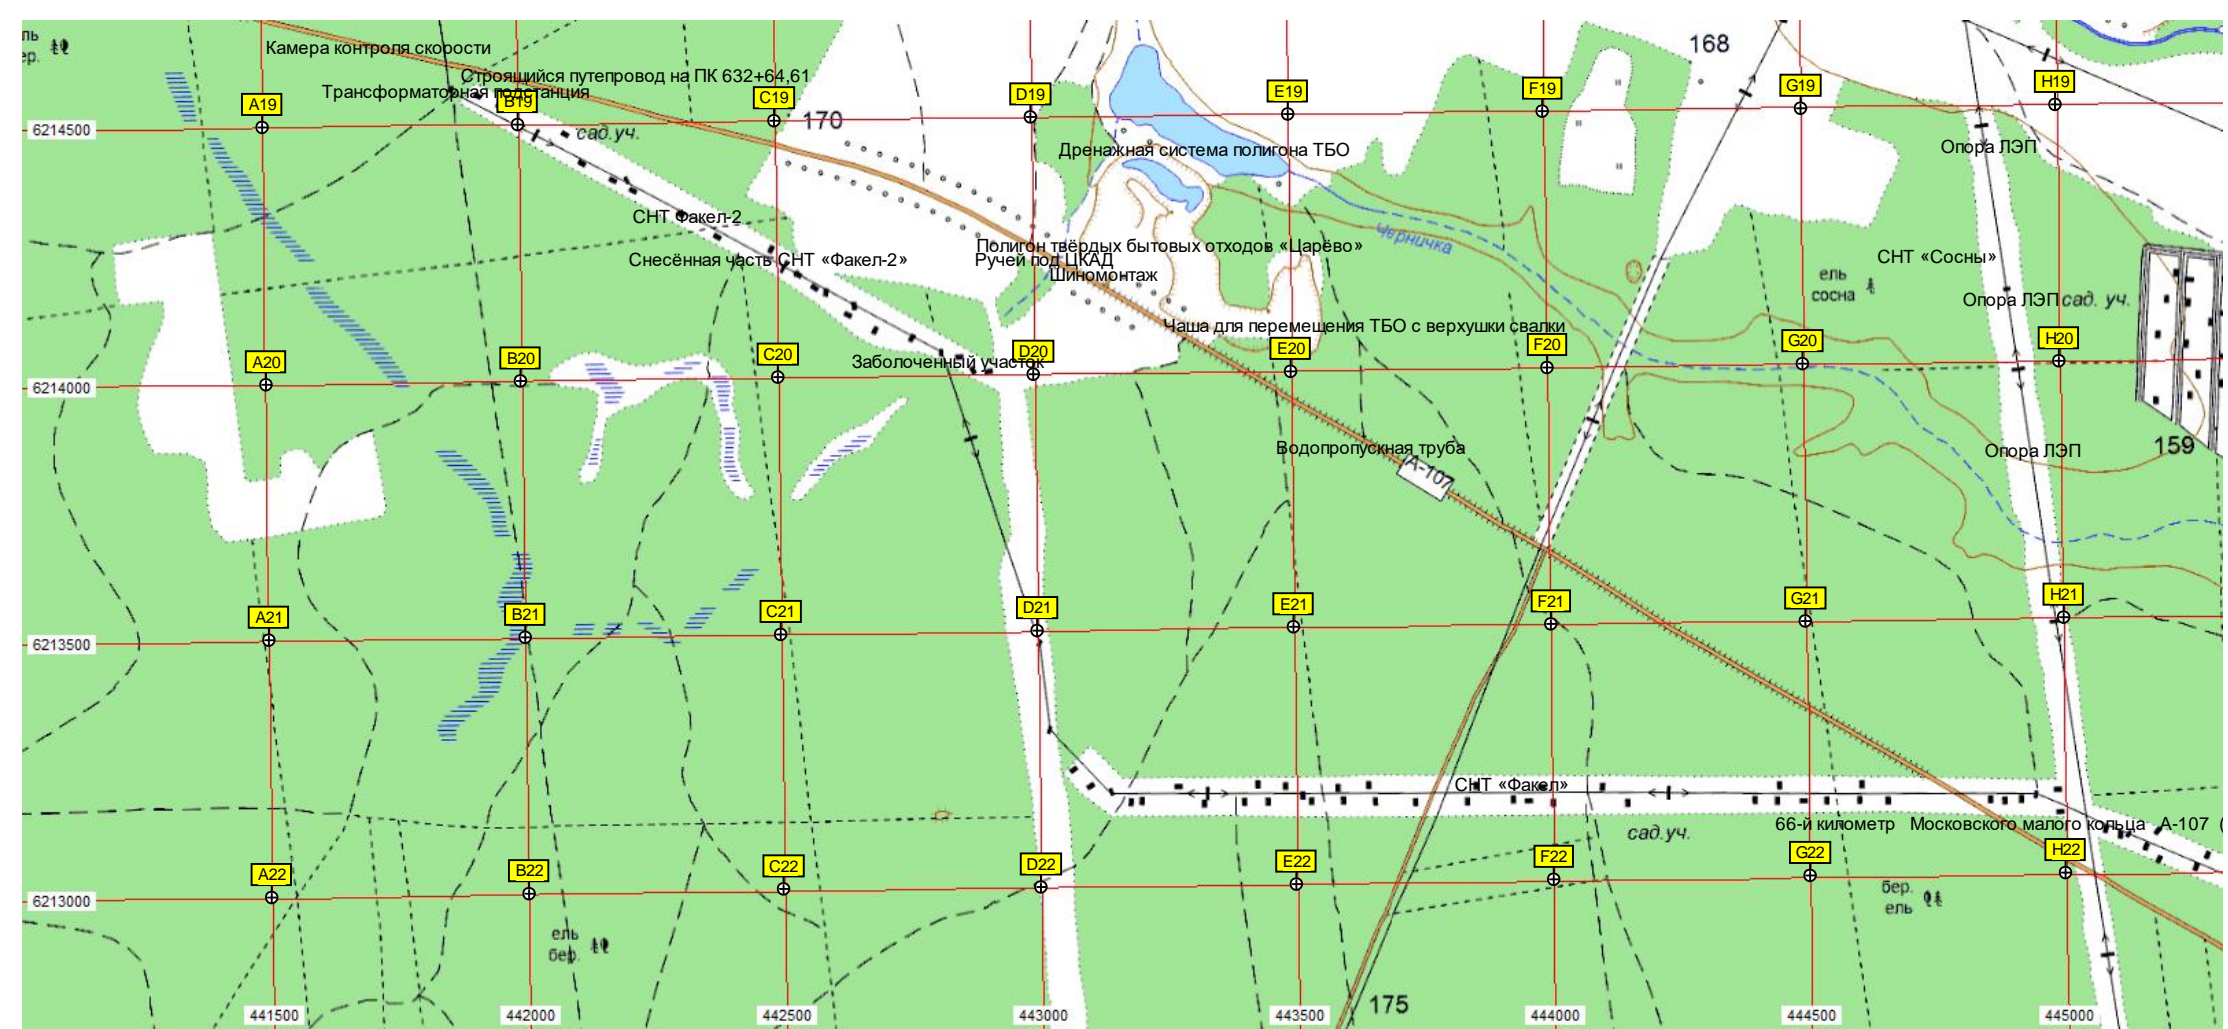 ль
ер.
Камера контроля скорости
168
Строящийся путепровод на ПК 632+64,61
Трансформаторная подстанция
A19
B19
C19
D19
E19
F19
G19
H19
6214500
сад.уч.
170
Дренажная система полигона ТБО
Опора ЛЭП
СНТ Факел-2
Черничка
Полигон твёрдых бытовых отходов «Царёво»
Снесённая часть СНТ «Факел-2»
Ручей под ЦКАД
СНТ «Сосны»
Шиномонтаж
ель
сосна
Опора ЛЭП
сад. уч.
Чаша для перемещения ТБО с верхушки свалки
A20
B20
C20
D20
E20
F20
G20
H20
Заболоченный участок
6214000
Водопропускная труба
А-107
Опора ЛЭП
159
A21
B21
C21
D21
E21
F21
G21
H21
6213500
СНТ «Факел»
сад.уч.
66-й километр Московского малого кольца А-107 (
A22
B22
C22
D22
E22
F22
G22
H22
6213000
бер.
ель
ель
бер.
175
441500
442000
442500
443000
443500
444000
444500
445000